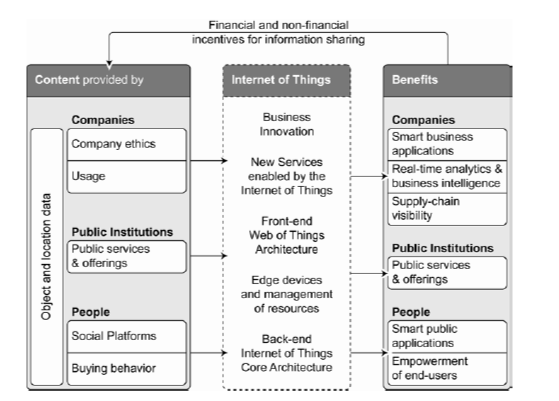 Financial and non-financial
incentives for information sharing
Content provided by
Object and location data
Companies
Company ethics
Usage
Public Institutions
Public services
& offerings
People
Social Platforms
Buying behavior
Internet of Things
Business
Innovation
New Services
enabled by the
Internet of Things
Front-end
Web of Things
Architecture
Edge devices
and management
of resources
Back-end
Internet of Things
Core Architecture
Benefits
Companies
Smart business
applications
Real-time analytics &
business intelligence
Supply-chain
visibility
Public Institutions
Public services
& offerings
People
Smart public
applications
Empowerment
of end-users